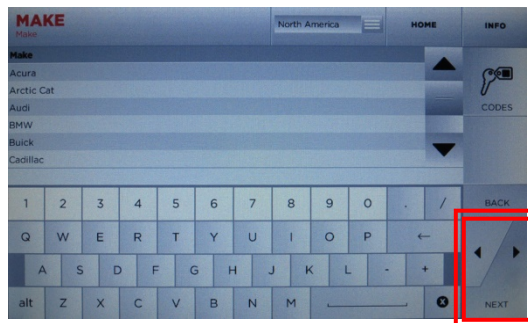 MAKE
Make
North America
HOME
INFO
Make
Acura
Arctic Cat
Audi
BMW
Buick
Cadillac
CODES
1 2 3 4 5 6 7 8 9 0 . /
BACK
Q W E R T Y U I O P ←
A S D F G H J K L - +
alt Z X C V B N M
NEXT